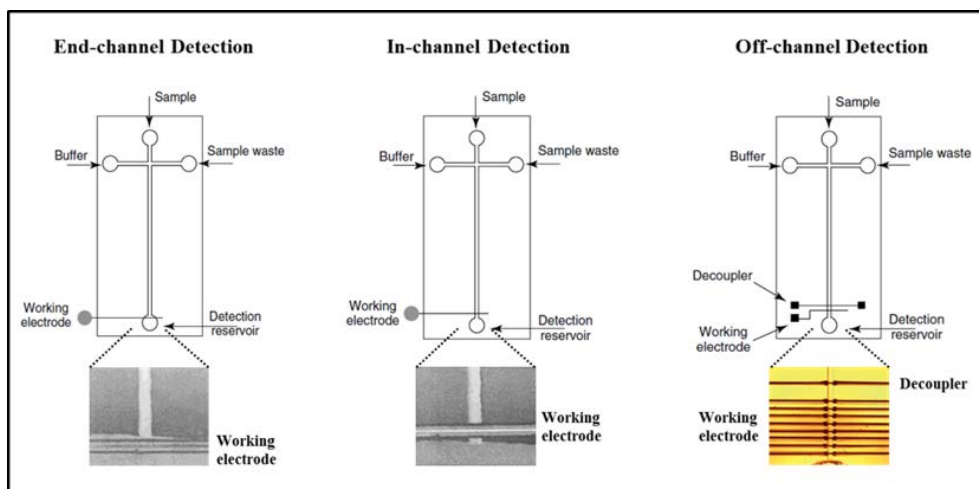 End-channel Detection
Sample
Buffer
Sample waste
Working
electrode
Detection
reservoir
Working
electrode
In-channel Detection
Sample
Buffer
Sample waste
Working
electrode
Detection
reservoir
Working
electrode
Off-channel Detection
Sample
Buffer
Sample waste
Decoupler
Working
electrode
Detection
reservoir
Decoupler
Working
electrode